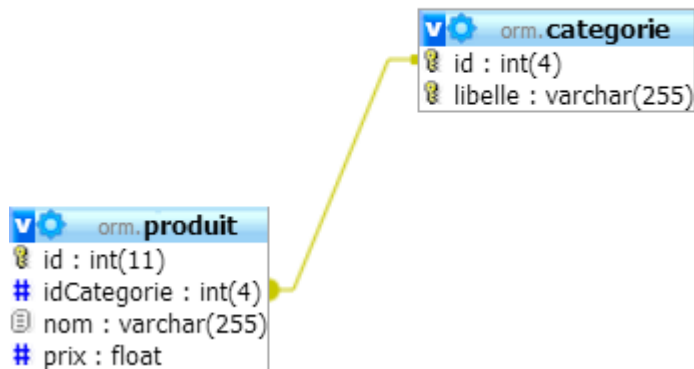 v orm.categorie
id : int(4)
libelle : varchar(255)
v orm.produit
id : int(11)
# idCategorie : int(4)
nom : varchar(255)
# prix : float